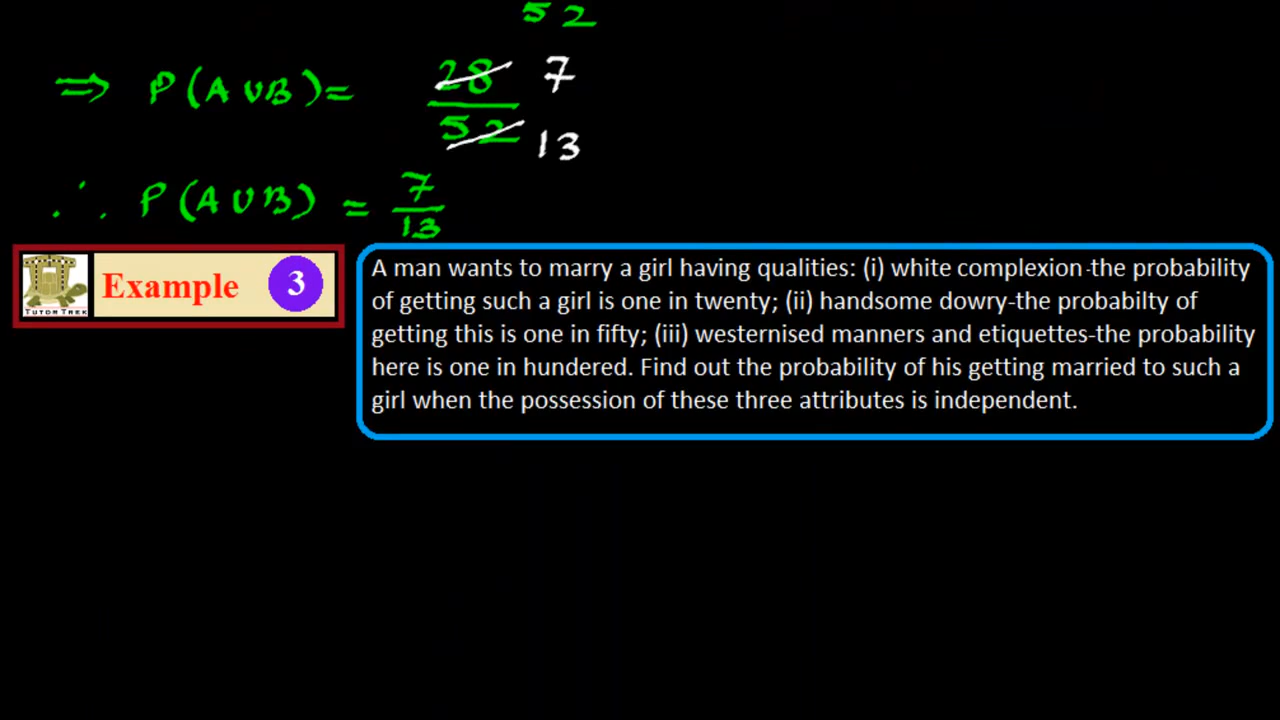 52
⇒ P(A∪B)= 28 7
52 13
∴ P(A∪B) = 7
13
TUTOR TREK
Example 3
A man wants to marry a girl having qualities: (i) white complexion-the probability
of getting such a girl is one in twenty; (ii) handsome dowry-the probabilty of
getting this is one in fifty; (iii) westernised manners and etiquettes-the probability
here is one in hundered. Find out the probability of his getting married to such a
girl when the possession of these three attributes is independent.